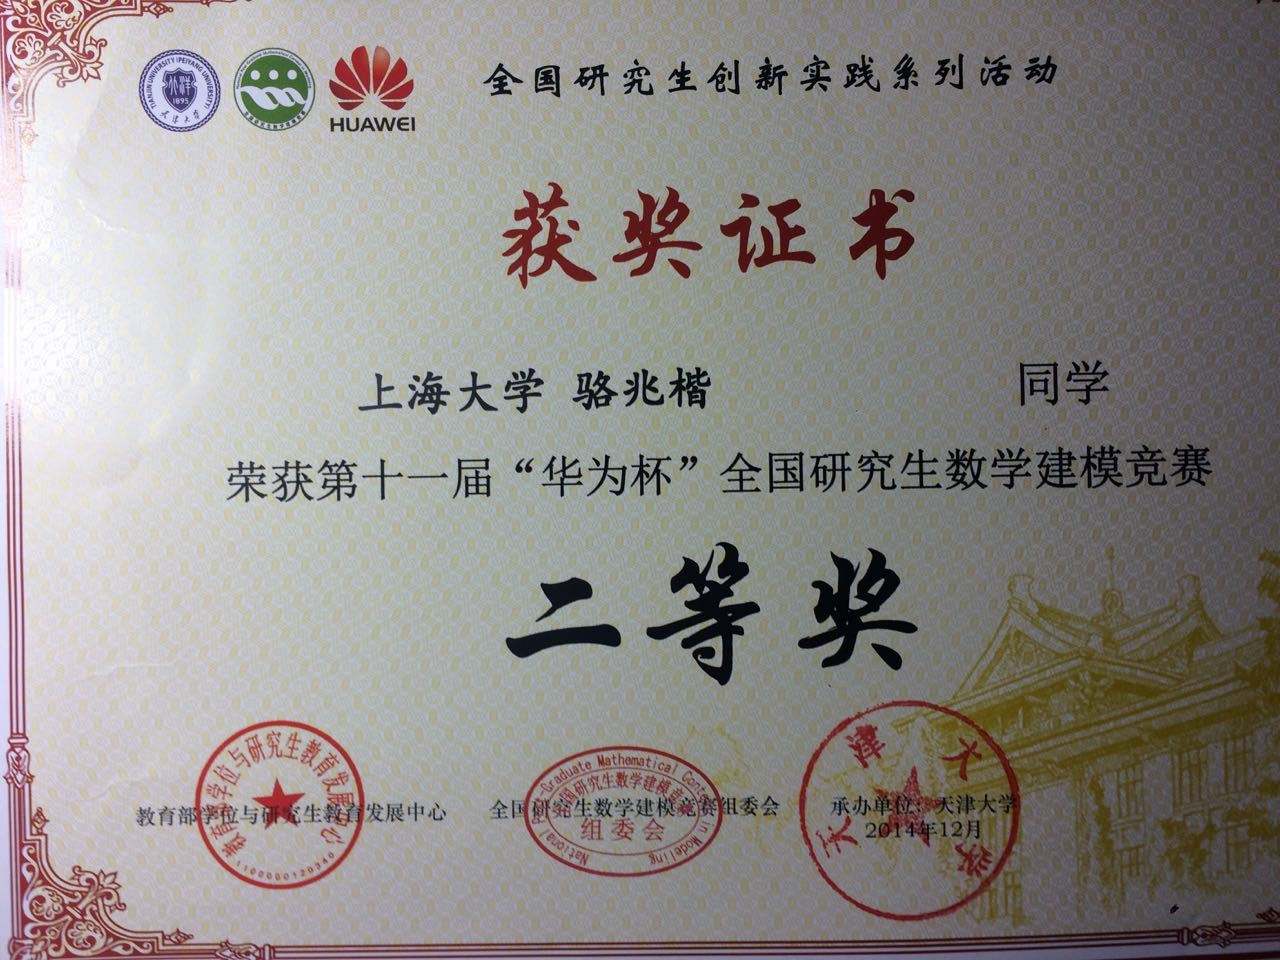 TIANJIN UNIVERSITY (PEIYANG UNIVERSITY)
北洋
1895
天津大学
HUAWEI
全国研究生创新实践系列活动
获奖证书
上海大学 骆兆楷 同学
荣获第十一届“华为杯”全国研究生数学建模竞赛
二等奖
教育部学位与研究生教育发展中心
教育部学位与研究生教育发展中心
110000120340
全国研究生数学建模竞赛组委会
National Post-Graduate Mathematical Contest in Modeling
全国研究生数学建模竞赛
组委会
承办单位：天津大学
2014年12月
天津大学